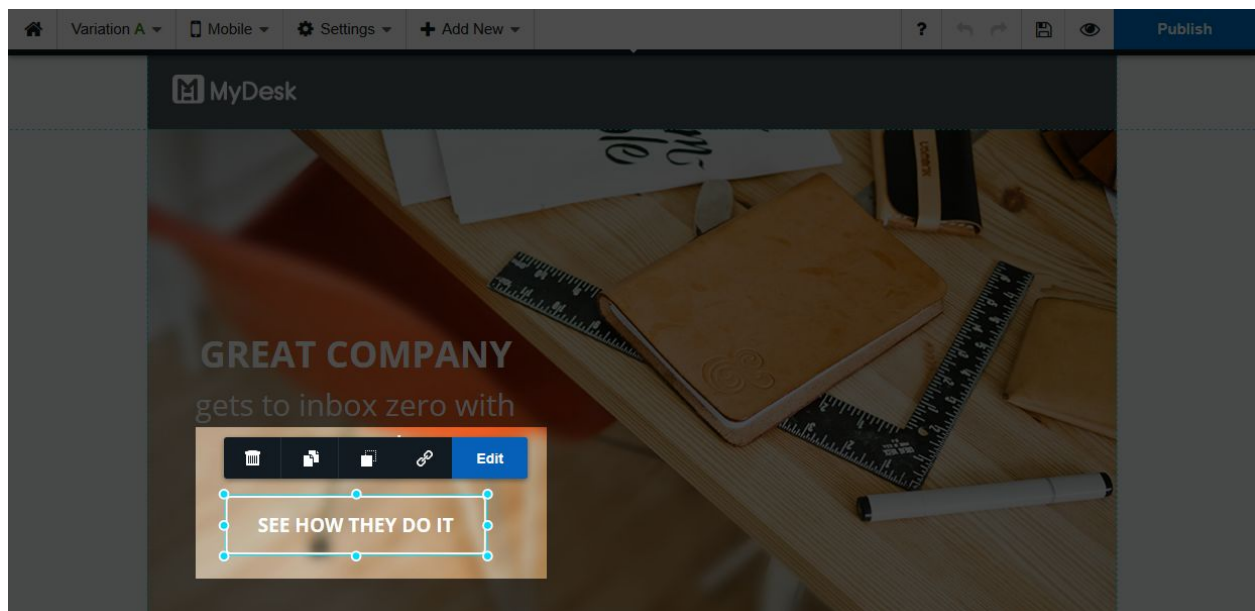 Variation A Mobile Settings Add New ? Publish
MyDesk
GREAT COMPANY
gets to inbox zero with
Edit
SEE HOW THEY DO IT